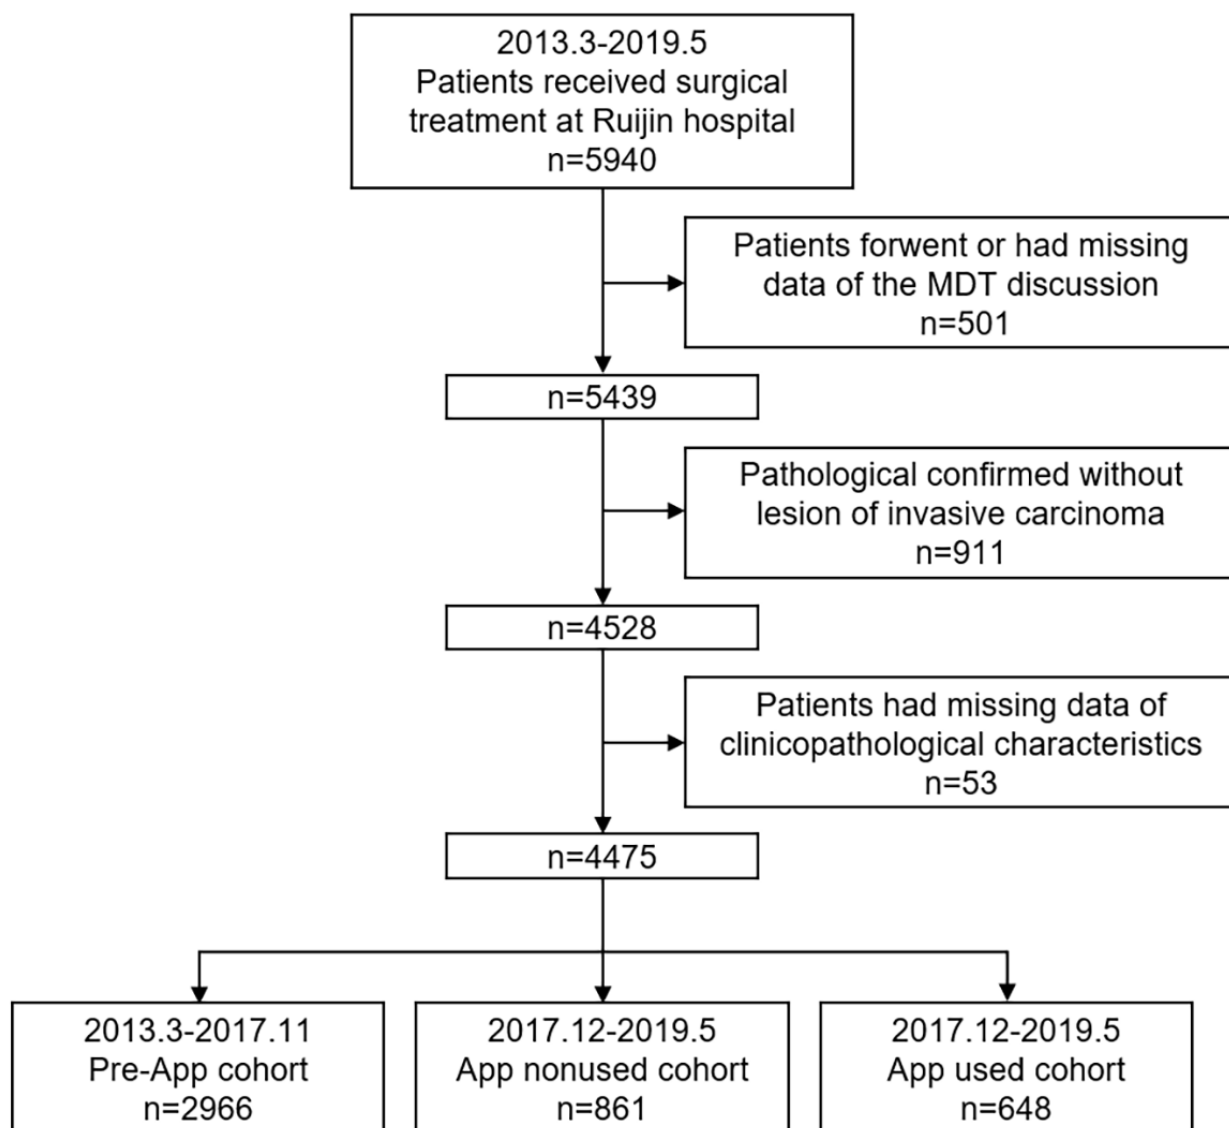 2013.3-2019.5
Patients received surgical
treatment at Ruijin hospital
n=5940
Patients forwent or had missing
data of the MDT discussion
n=501
n=5439
Pathological confirmed without
lesion of invasive carcinoma
n=911
n=4528
Patients had missing data of
clinicopathological characteristics
n=53
n=4475
2013.3-2017.11
Pre-App cohort
n=2966
2017.12-2019.5
App nonused cohort
n=861
2017.12-2019.5
App used cohort
n=648